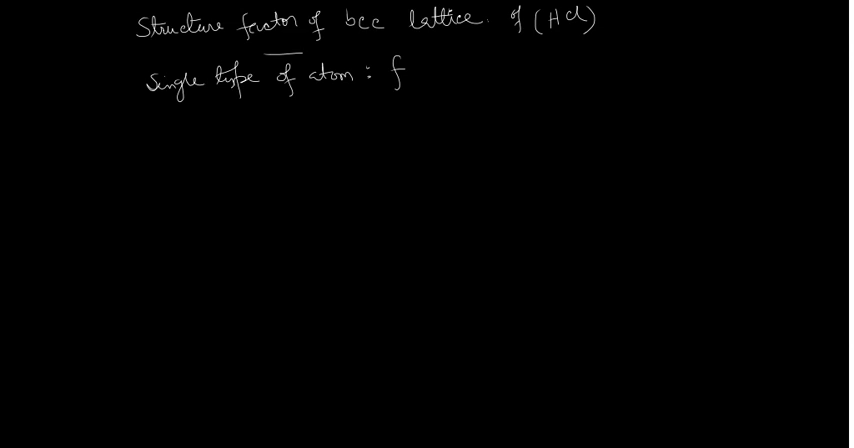 Structure factor of bcc lattice. of (HCl)
Single type of atom : f